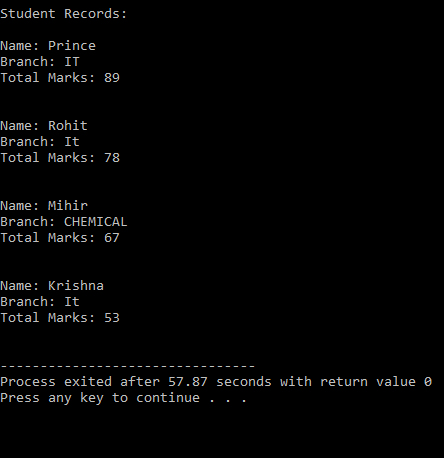 Student Records:
Name: Prince
Branch: IT
Total Marks: 89
Name: Rohit
Branch: It
Total Marks: 78
Name: Mihir
Branch: CHEMICAL
Total Marks: 67
Name: Krishna
Branch: It
Total Marks: 53
--------------------------------
Process exited after 57.87 seconds with return value 0
Press any key to continue . . .